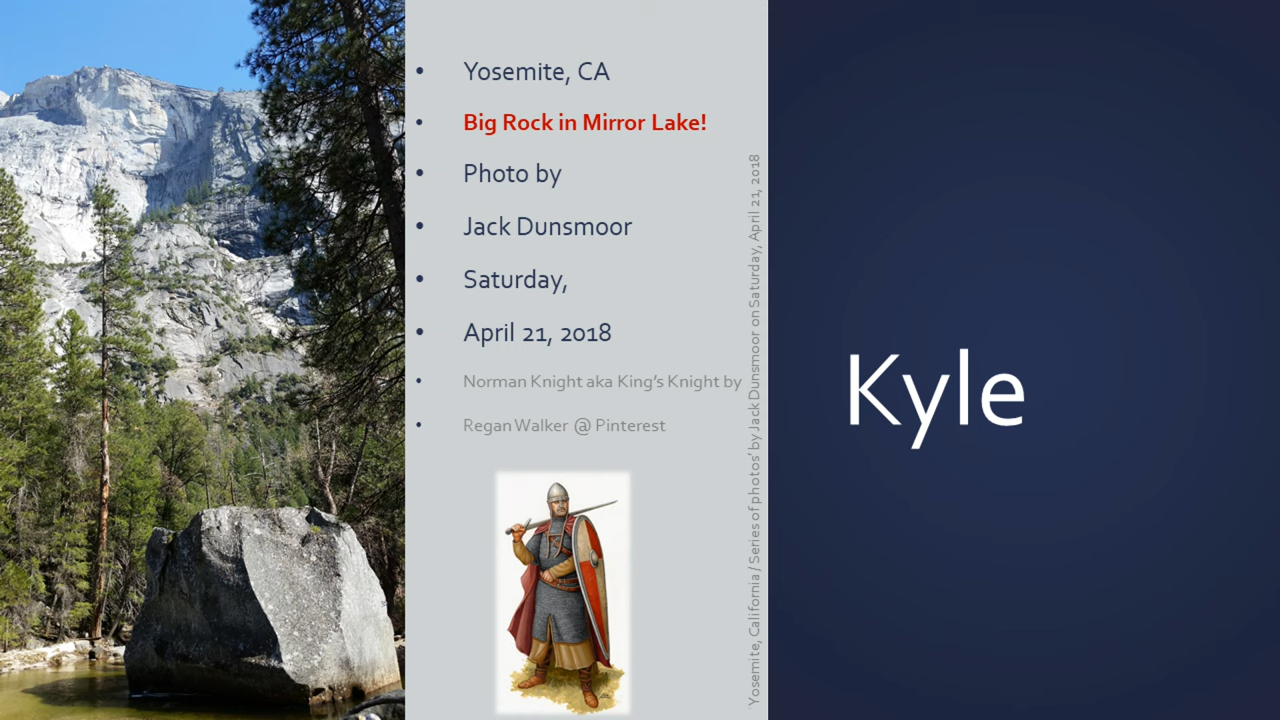 Yosemite, CA
Big Rock in Mirror Lake!
Photo by
Jack Dunsmoor
Saturday,
April 21, 2018
Norman Knight aka King's Knight by
Regan Walker @ Pinterest
Yosemite, California / Series of photos' by Jack Dunsmoor on Saturday, April 21, 2018
Kyle